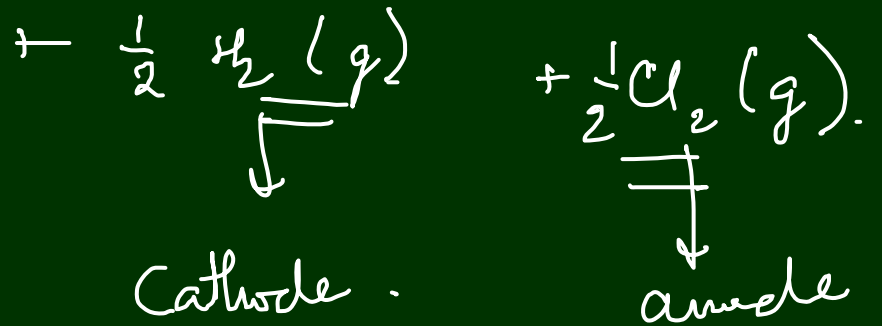 + 1/2 H₂ (g) + 1/2 Cl₂ (g).
Cathode. anode